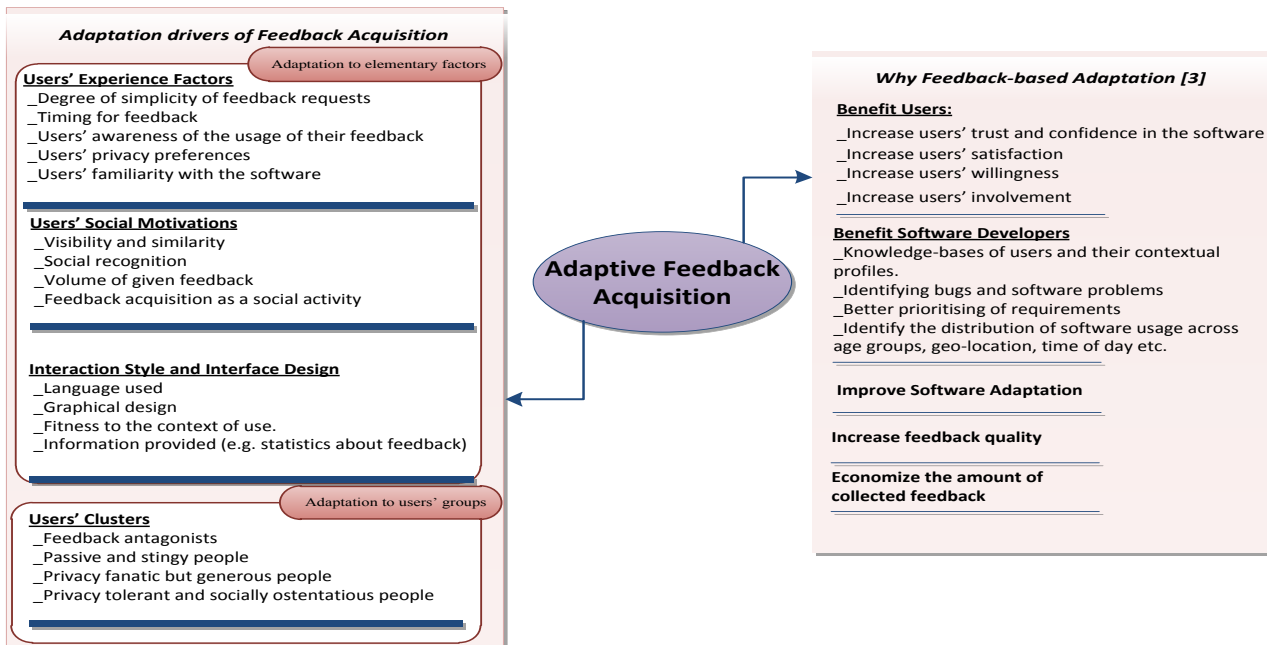 Adaptation drivers of Feedback Acquisition
Adaptation to elementary factors
Users' Experience Factors
_Degree of simplicity of feedback requests
_Timing for feedback
_Users' awareness of the usage of their feedback
_Users' privacy preferences
_Users' familiarity with the software
Users' Social Motivations
_Visibility and similarity
_Social recognition
_Volume of given feedback
_Feedback acquisition as a social activity
Interaction Style and Interface Design
_Language used
_Graphical design
_Fitness to the context of use.
_Information provided (e.g. statistics about feedback)
Adaptation to users' groups
Users' Clusters
_Feedback antagonists
_Passive and stingy people
_Privacy fanatic but generous people
_Privacy tolerant and socially ostentatious people
Adaptive Feedback
Acquisition
Why Feedback-based Adaptation [3]
Benefit Users:
_Increase users' trust and confidence in the software
_Increase users' satisfaction
_Increase users' willingness
_Increase users' involvement
Benefit Software Developers
_Knowledge-bases of users and their contextual
profiles.
_Identifying bugs and software problems
_Better prioritising of requirements
_Identify the distribution of software usage across
age groups, geo-location, time of day etc.
Improve Software Adaptation
Increase feedback quality
Economize the amount of
collected feedback